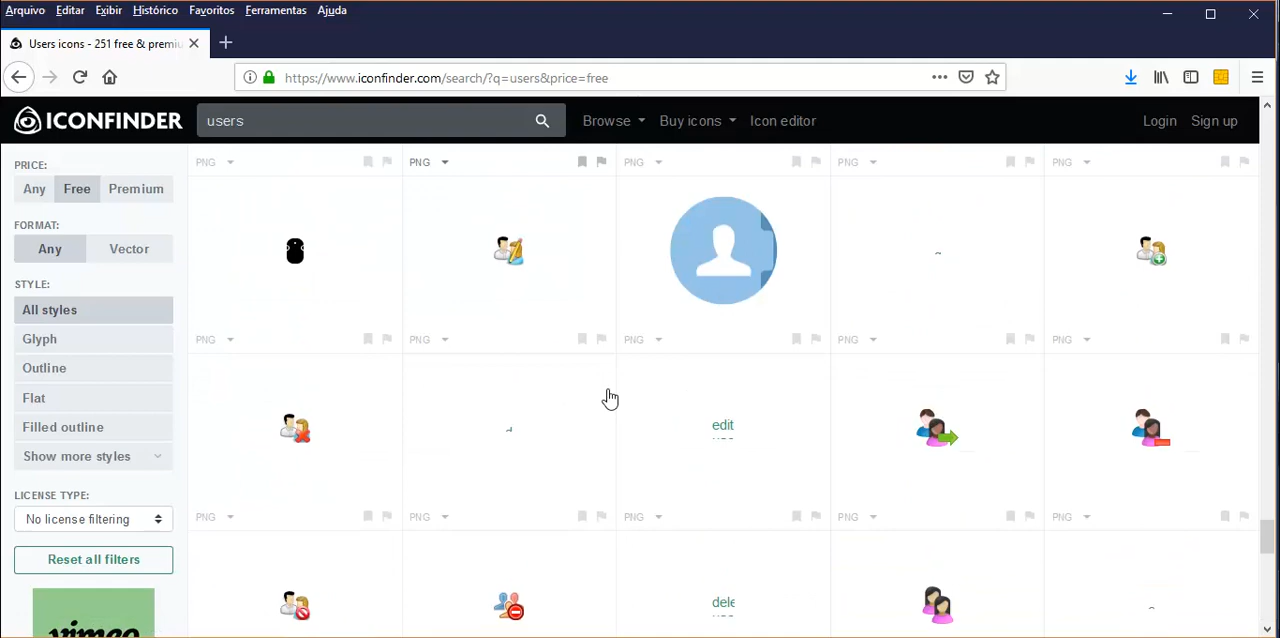 Arquivo Editar Exibir Histórico Favoritos Ferramentas Ajuda
Users icons - 251 free & premiu
https://www.iconfinder.com/search/?q=users&price=free
ICONFINDER users Browse Buy icons Icon editor Login Sign up
PRICE:
PNG PNG PNG PNG PNG
Any Free Premium
FORMAT:
Any Vector
STYLE:
All styles
Glyph
PNG PNG PNG PNG PNG
Outline
Flat
Filled outline
edit
Show more styles
LICENSE TYPE:
No license filtering
PNG PNG PNG PNG PNG
Reset all filters
dele
vimeo